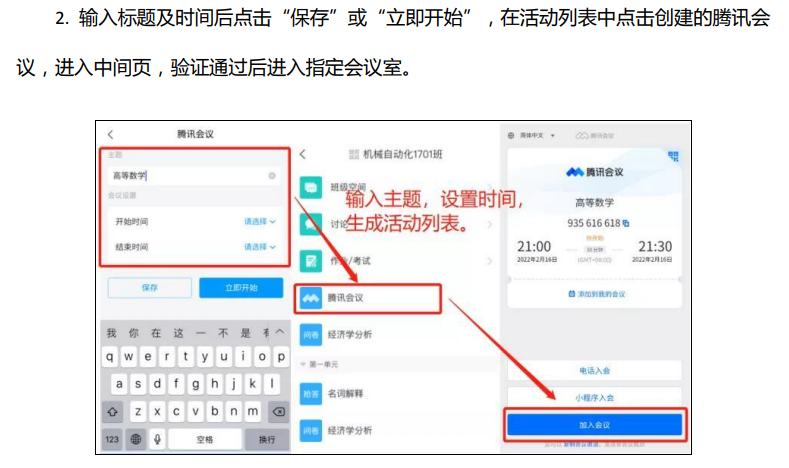 2. 输入标题及时间后点击“保存”或“立即开始”，在活动列表中点击创建的腾讯会
议，进入中间页，验证通过后进入指定会议室。
腾讯会议
主题
高等数学
会议设置
开始时间 请选择
结束时间 请选择
保存 立即开始
我 你 在 这 一 不 是 有
q w e r t y u i o p
a s d f g h j k l
z x c v b n m
123 空格 换行
机械自动化1701班
班级空间
讨论
作业/考试
腾讯会议
问卷 经济学分析
第一单元
抢答 名词解释
问卷 经济学分析
输入主题，设置时间，
生成活动列表。
简体中文 腾讯会议
腾讯会议
高等数学
935 616 618
待开始
21:00 30分钟 21:30
2022年2月16日 (GMT+08:00) 2022年2月16日
添加到我的会议
电话入会
小程序入会
加入会议